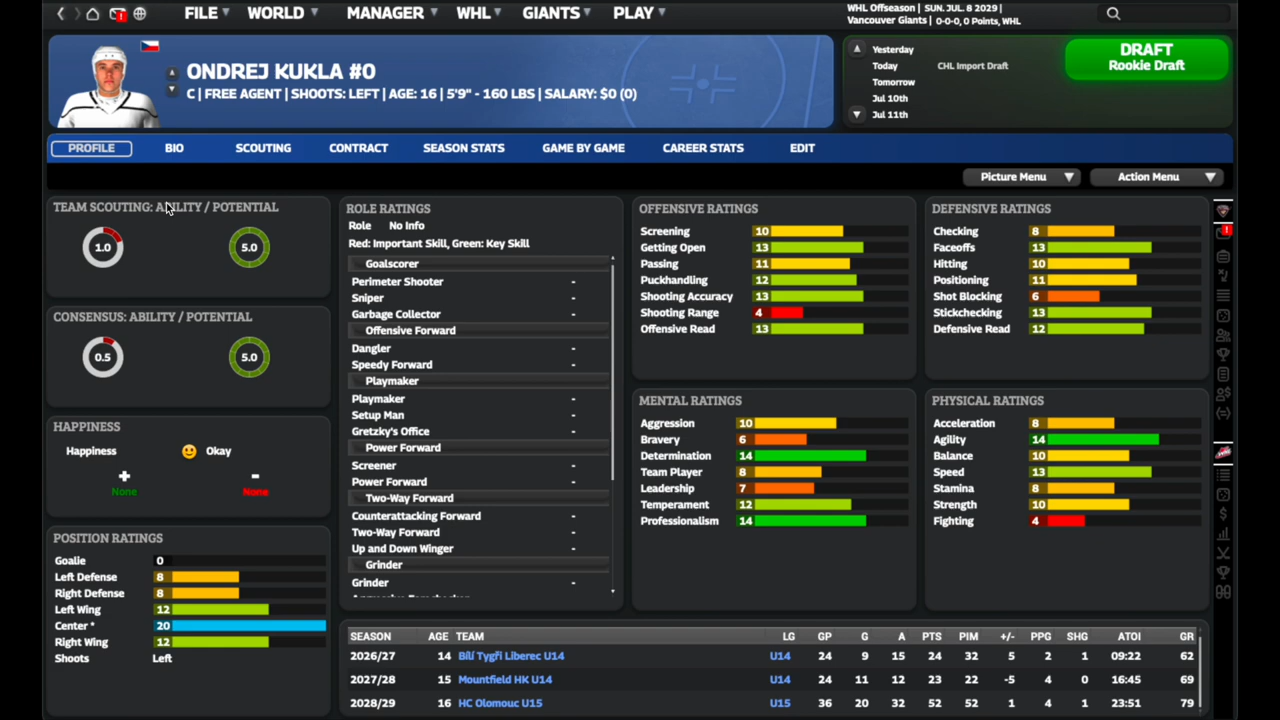 FILE WORLD MANAGER WHL GIANTS PLAY
WHL Offseason | SUN. JUL. 8 2029 |
Vancouver Giants | 0-0-0, 0 Points, WHL
ONDREJ KUKLA #0
C | FREE AGENT | SHOOTS: LEFT | AGE: 16 | 5'9" - 160 LBS | SALARY: $0 (0)
Yesterday
Today CHL Import Draft
Tomorrow
Jul 10th
Jul 11th
DRAFT
Rookie Draft
PROFILE BIO SCOUTING CONTRACT SEASON STATS GAME BY GAME CAREER STATS EDIT
Picture Menu Action Menu
TEAM SCOUTING: ABILITY / POTENTIAL
1.0 5.0
CONSENSUS: ABILITY / POTENTIAL
0.5 5.0
HAPPINESS
Happiness Okay
+ -
None None
POSITION RATINGS
Goalie 0
Left Defense 8
Right Defense 8
Left Wing 12
Center * 20
Right Wing 12
Shoots Left
ROLE RATINGS
Role No Info
Red: Important Skill, Green: Key Skill
Goalscorer
Perimeter Shooter -
Sniper -
Garbage Collector -
Offensive Forward
Dangler -
Speedy Forward -
Playmaker
Playmaker -
Setup Man -
Gretzky's Office -
Power Forward
Screener -
Power Forward -
Two-Way Forward
Counterattacking Forward -
Two-Way Forward -
Up and Down Winger -
Grinder
Grinder -
OFFENSIVE RATINGS
Screening 10
Getting Open 13
Passing 11
Puckhandling 12
Shooting Accuracy 13
Shooting Range 4
Offensive Read 13
DEFENSIVE RATINGS
Checking 8
Faceoffs 13
Hitting 10
Positioning 11
Shot Blocking 6
Stickchecking 13
Defensive Read 12
MENTAL RATINGS
Aggression 10
Bravery 6
Determination 14
Team Player 8
Leadership 7
Temperament 12
Professionalism 14
PHYSICAL RATINGS
Acceleration 8
Agility 14
Balance 10
Speed 13
Stamina 8
Strength 10
Fighting 4
SEASON AGE TEAM LG GP G A PTS PIM +/- PPG SHG ATOI GR
2026/27 14 Bílí Tygři Liberec U14 U14 24 9 15 24 32 5 2 1 09:22 62
2027/28 15 Mountfield HK U14 U14 24 11 12 23 22 -5 4 0 16:45 69
2028/29 16 HC Olomouc U15 U15 36 20 32 52 52 1 4 1 23:51 79